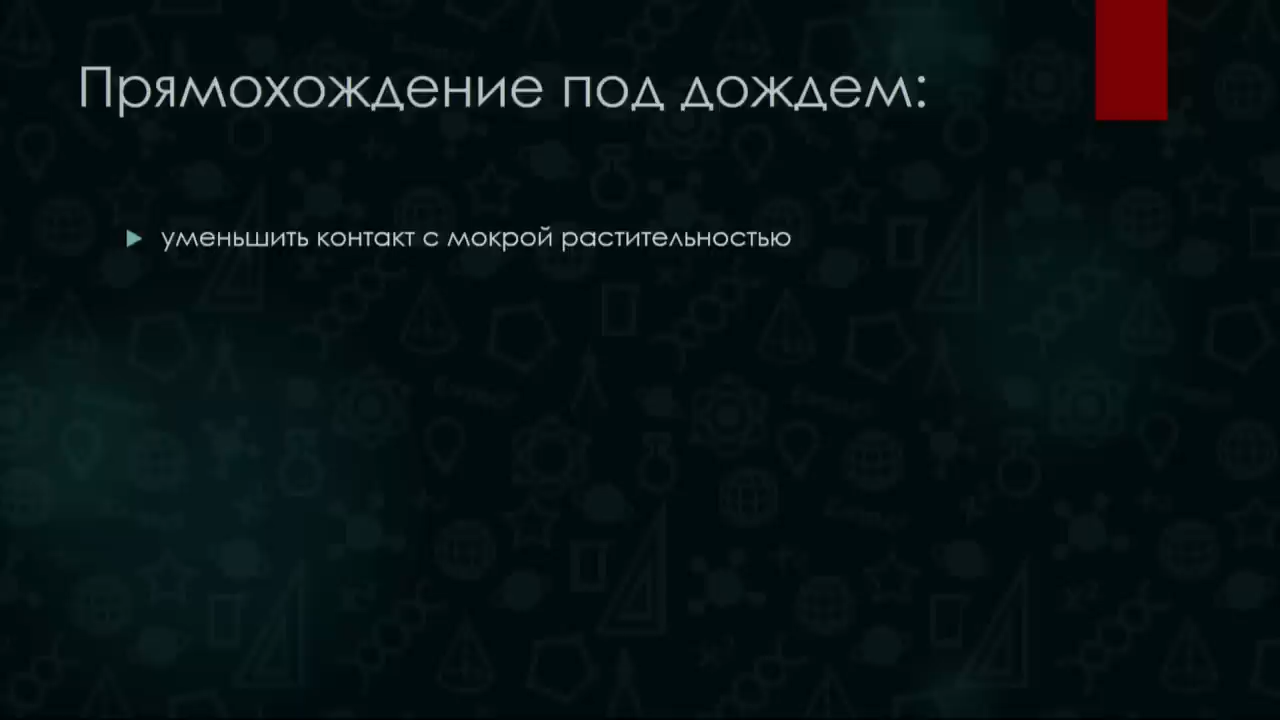 Прямохождение под дождем:
уменьшить контакт с мокрой растительностью